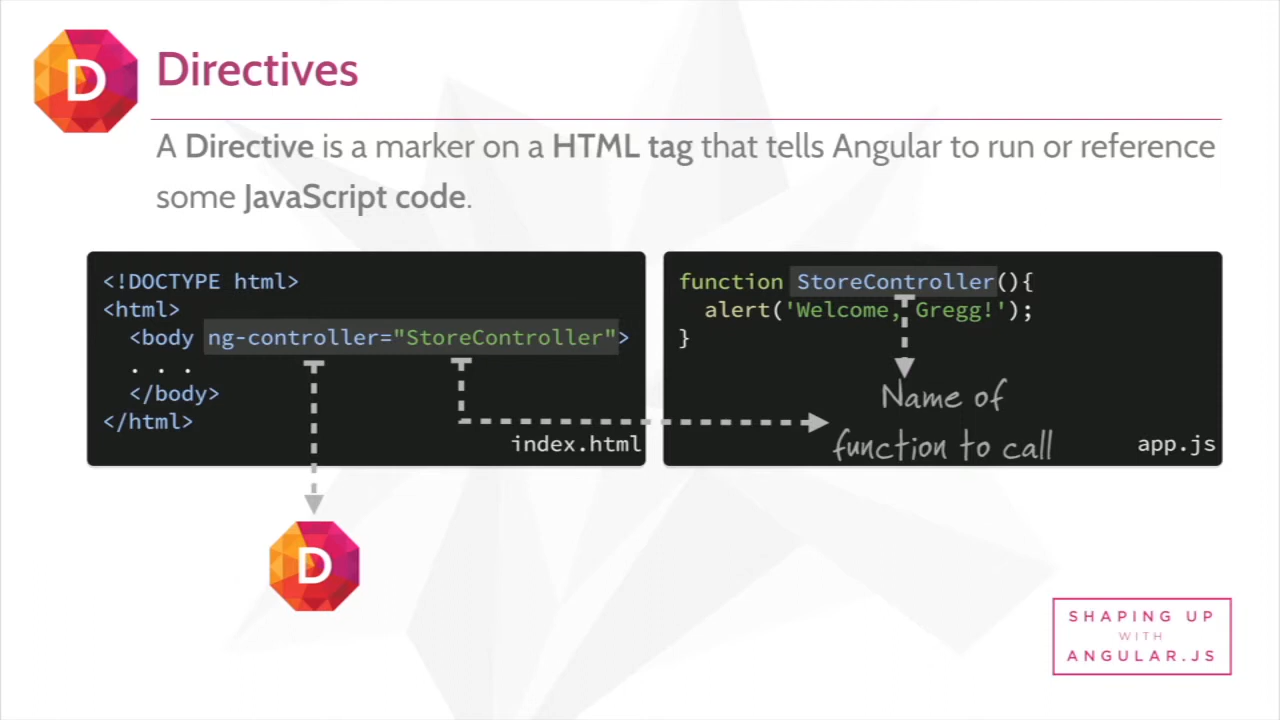 D
Directives
A Directive is a marker on a HTML tag that tells Angular to run or reference
some JavaScript code.
<!DOCTYPE html>
<html>
  <body ng-controller="StoreController">
  . . .
  </body>
</html>
index.html
function StoreController(){
  alert('Welcome, Gregg!');
}
Name of
function to call
app.js
D
SHAPING UP
WITH
ANGULAR.JS